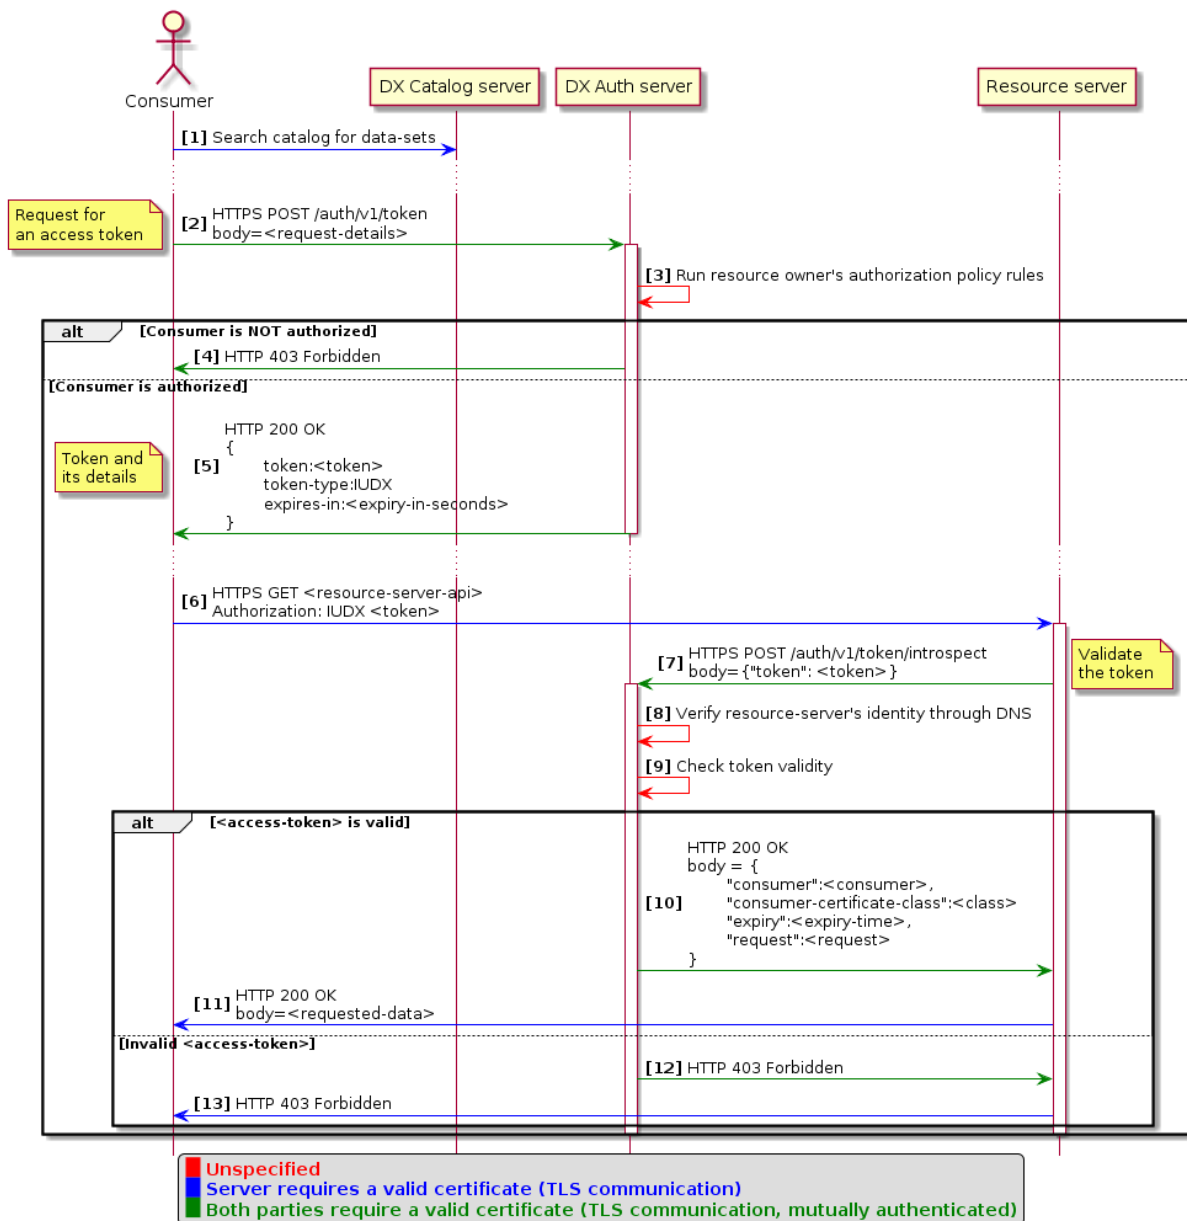 Consumer
DX Catalog server
DX Auth server
Resource server
[1] Search catalog for data-sets
Request for
an access token
[2] HTTPS POST /auth/v1/token
body=<request-details>
[3] Run resource owner's authorization policy rules
alt [Consumer is NOT authorized]
[4] HTTP 403 Forbidden
[Consumer is authorized]
Token and
its details
[5]
HTTP 200 OK
{
token:<token>
token-type:IUDX
expires-in:<expiry-in-seconds>
}
[6] HTTPS GET <resource-server-api>
Authorization: IUDX <token>
[7] HTTPS POST /auth/v1/token/introspect
body={"token": <token>}
Validate
the token
[8] Verify resource-server's identity through DNS
[9] Check token validity
alt [<access-token> is valid]
[10]
HTTP 200 OK
body = {
"consumer":<consumer>,
"consumer-certificate-class":<class>
"expiry":<expiry-time>,
"request":<request>
}
[11] HTTP 200 OK
body=<requested-data>
[Invalid <access-token>]
[12] HTTP 403 Forbidden
[13] HTTP 403 Forbidden
Unspecified
Server requires a valid certificate (TLS communication)
Both parties require a valid certificate (TLS communication, mutually authenticated)